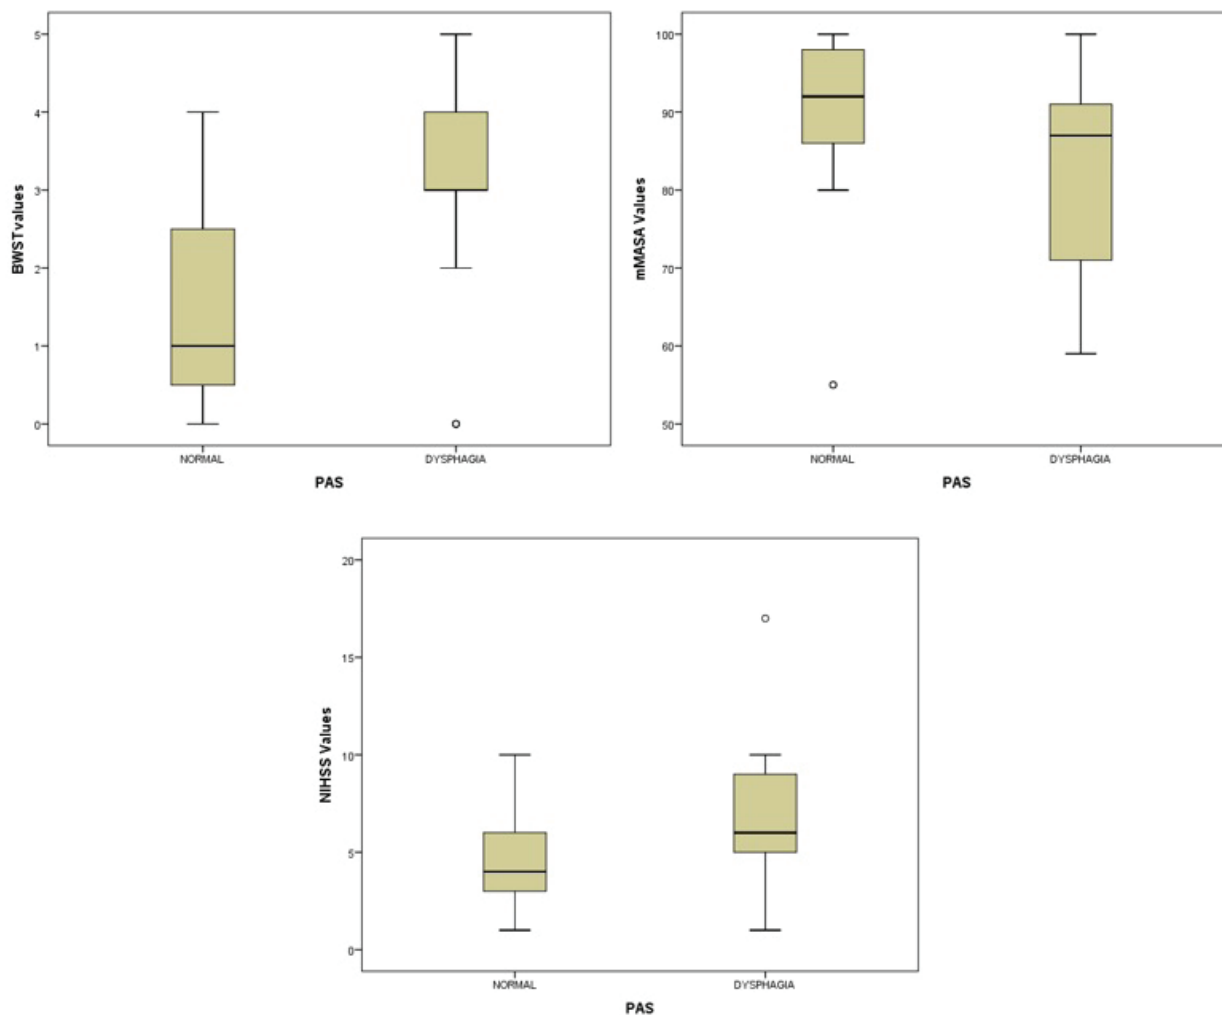 BWST values
5
4
3
2
1
0
NORMAL
DYSPHAGIA
PAS
mMASA Values
100
90
80
70
60
50
NORMAL
DYSPHAGIA
PAS
NIHSS Values
20
15
10
5
0
NORMAL
DYSPHAGIA
PAS